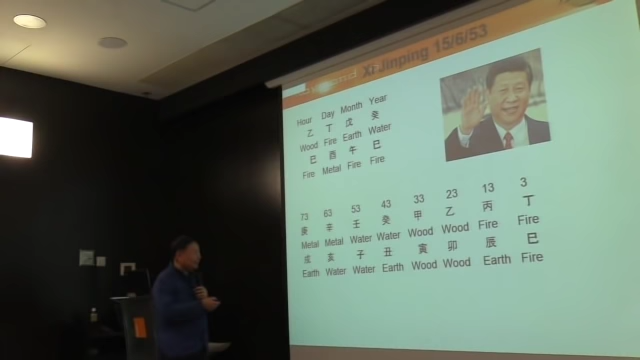 Xi Jinping 15/6/53
Hour Day Month Year
乙 丁 戊 癸
Wood Fire Earth Water
巳 酉 午 巳
Fire Metal Fire Fire
73 63 53 43 33 23 13 3
庚 辛 壬 癸 甲 乙 丙 丁
Metal Metal Water Water Wood Wood Fire Fire
戌 亥 子 丑 寅 卯 辰 巳
Earth Water Water Earth Wood Wood Earth Fire